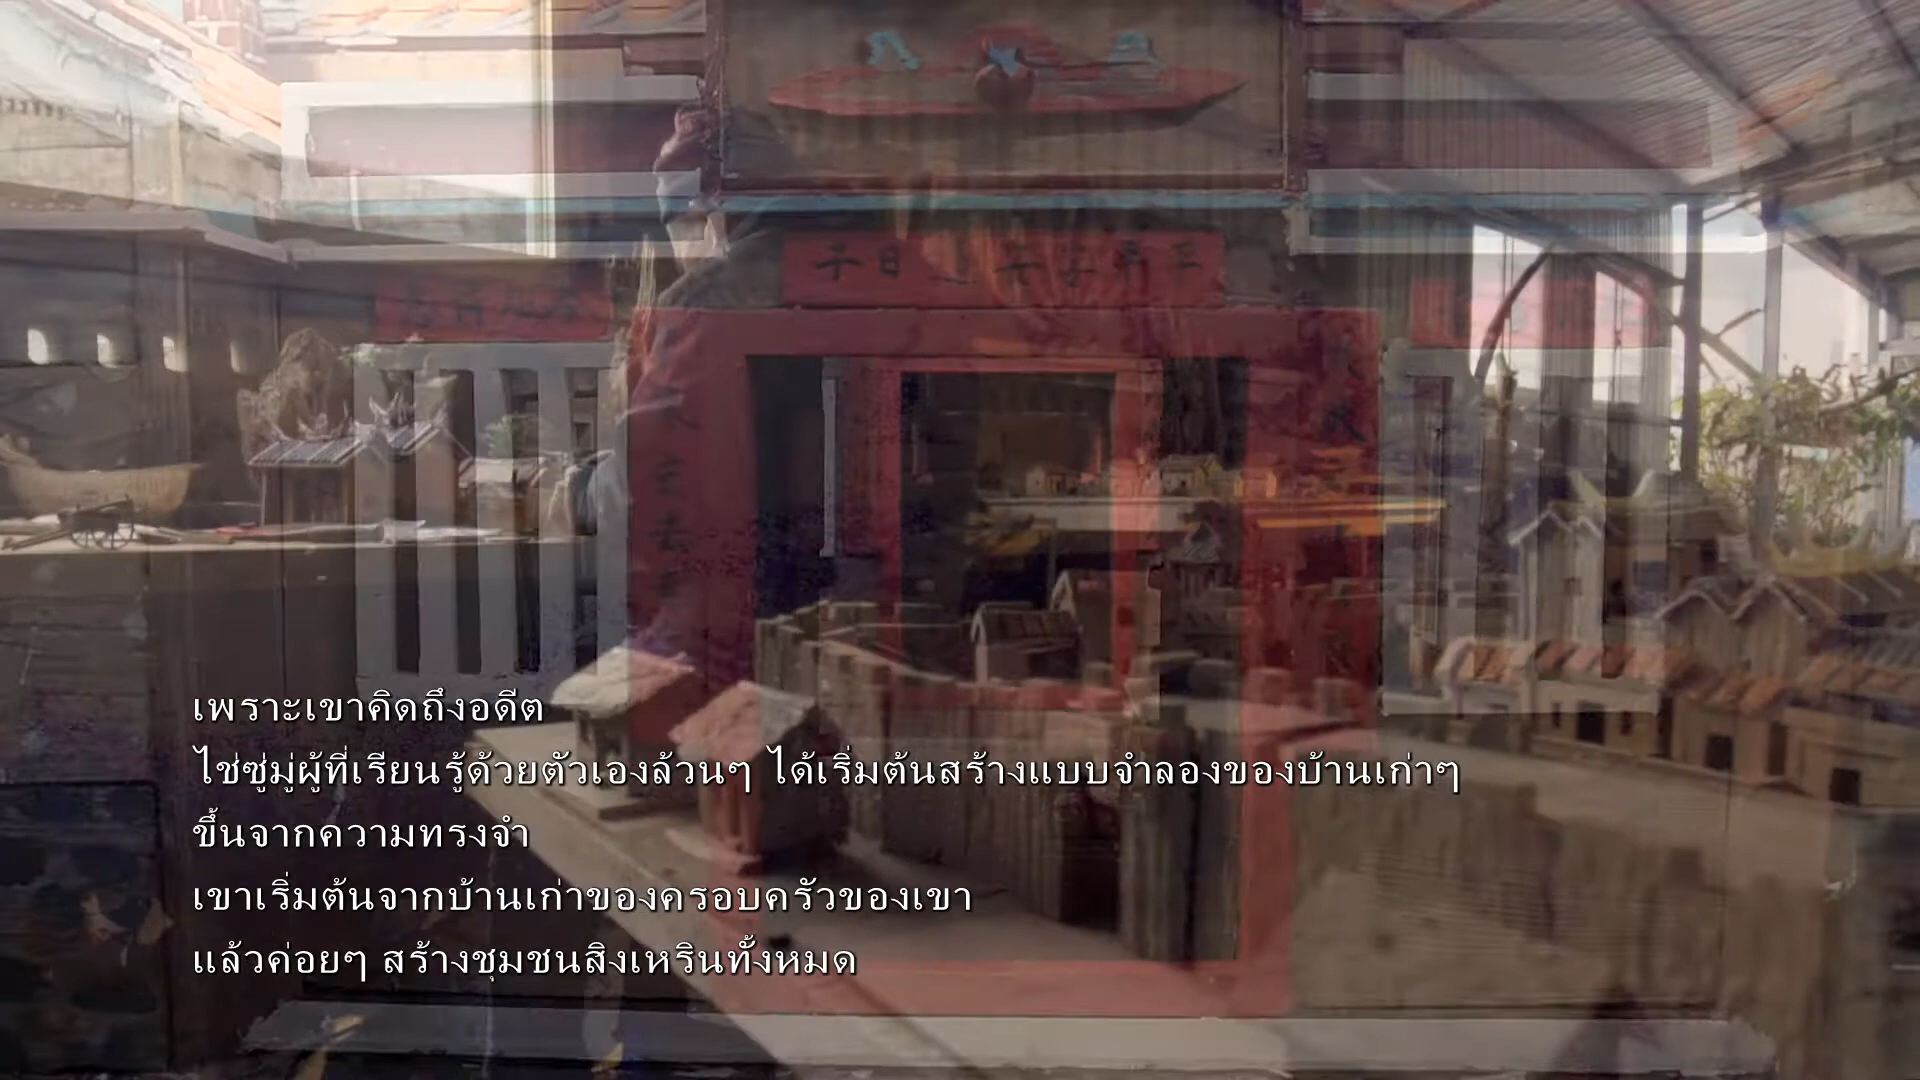 เพราะเขาคิดถึงอดีต
ไช่ซู่มู่ผู้ที่เรียนรู้ด้วยตัวเองล้วนๆ ได้เริ่มต้นสร้างแบบจำลองของบ้านเก่าๆ
ขึ้นจากความทรงจำ
เขาเริ่มต้นจากบ้านเก่าของครอบครัวของเขา
แล้วค่อยๆ สร้างชุมชนสิงเหรินทั้งหมด